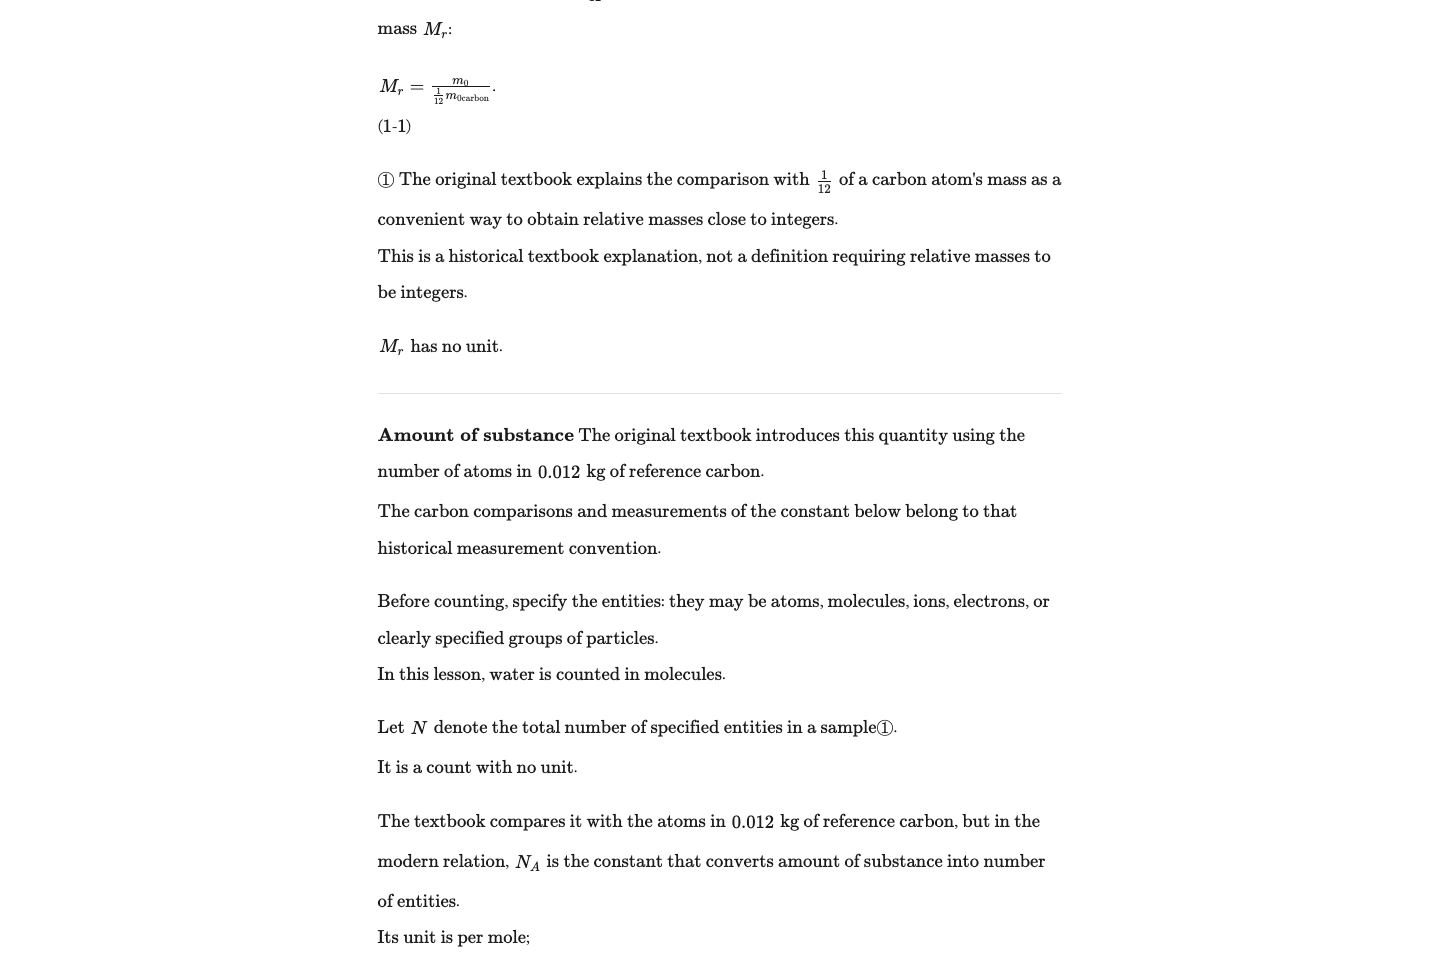 mass M_r:
M_r = \frac{m_0}{\frac{1}{12} m_{0carbon}}.
(1-1)
① The original textbook explains the comparison with \frac{1}{12} of a carbon atom's mass as a
convenient way to obtain relative masses close to integers.
This is a historical textbook explanation, not a definition requiring relative masses to
be integers.
M_r has no unit.
Amount of substance The original textbook introduces this quantity using the
number of atoms in 0.012 kg of reference carbon.
The carbon comparisons and measurements of the constant below belong to that
historical measurement convention.
Before counting, specify the entities: they may be atoms, molecules, ions, electrons, or
clearly specified groups of particles.
In this lesson, water is counted in molecules.
Let N denote the total number of specified entities in a sample①.
It is a count with no unit.
The textbook compares it with the atoms in 0.012 kg of reference carbon, but in the
modern relation, N_A is the constant that converts amount of substance into number
of entities.
Its unit is per mole;